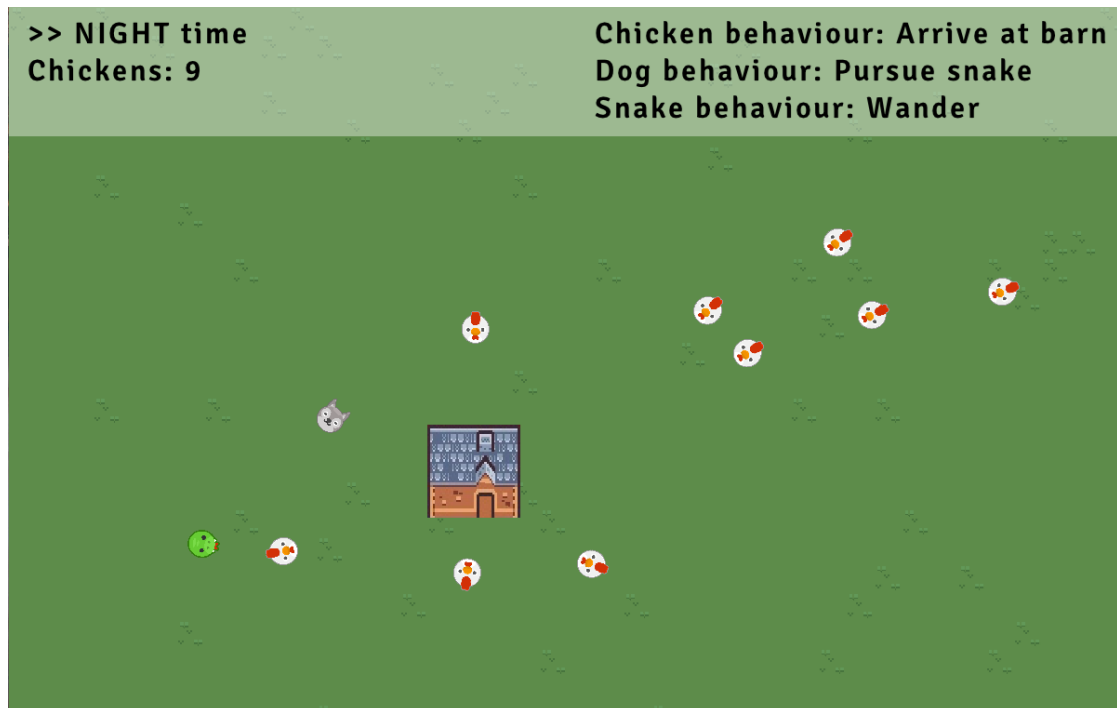 >> NIGHT time
Chickens: 9
Chicken behaviour: Arrive at barn
Dog behaviour: Pursue snake
Snake behaviour: Wander